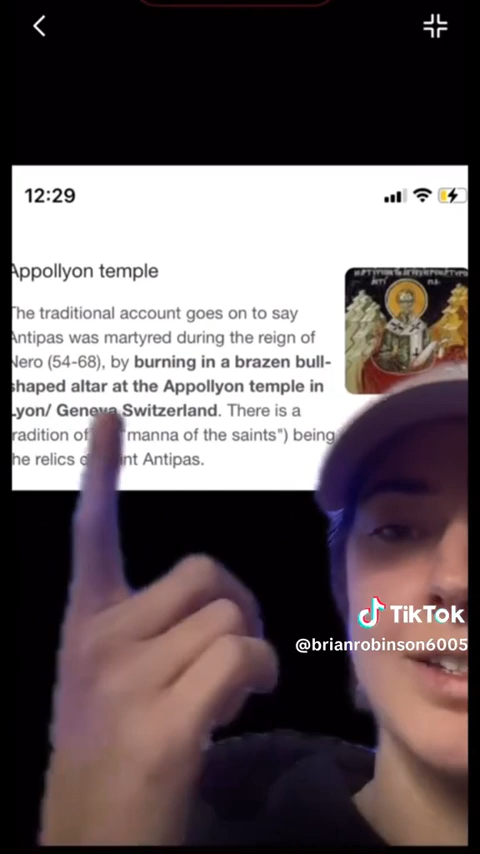 12:29
Appollyon temple
The traditional account goes on to say
Antipas was martyred during the reign of
Nero (54-68), by burning in a brazen bull-
shaped altar at the Appollyon temple in
Lyon/ Geneva Switzerland. There is a
radition of "manna of the saints") being
he relics nt Antipas.
TikTok
@brianrobinson6005